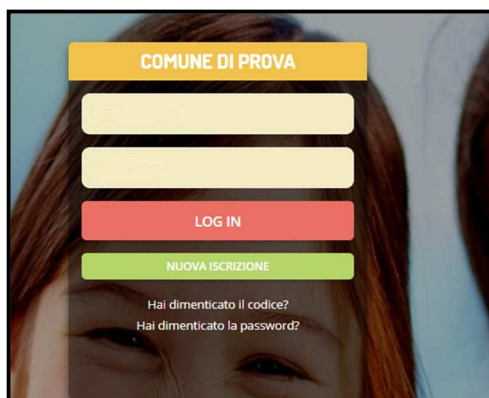 COMUNE DI PROVA
LOG IN
NUOVA ISCRIZIONE
Hai dimenticato il codice?
Hai dimenticato la password?